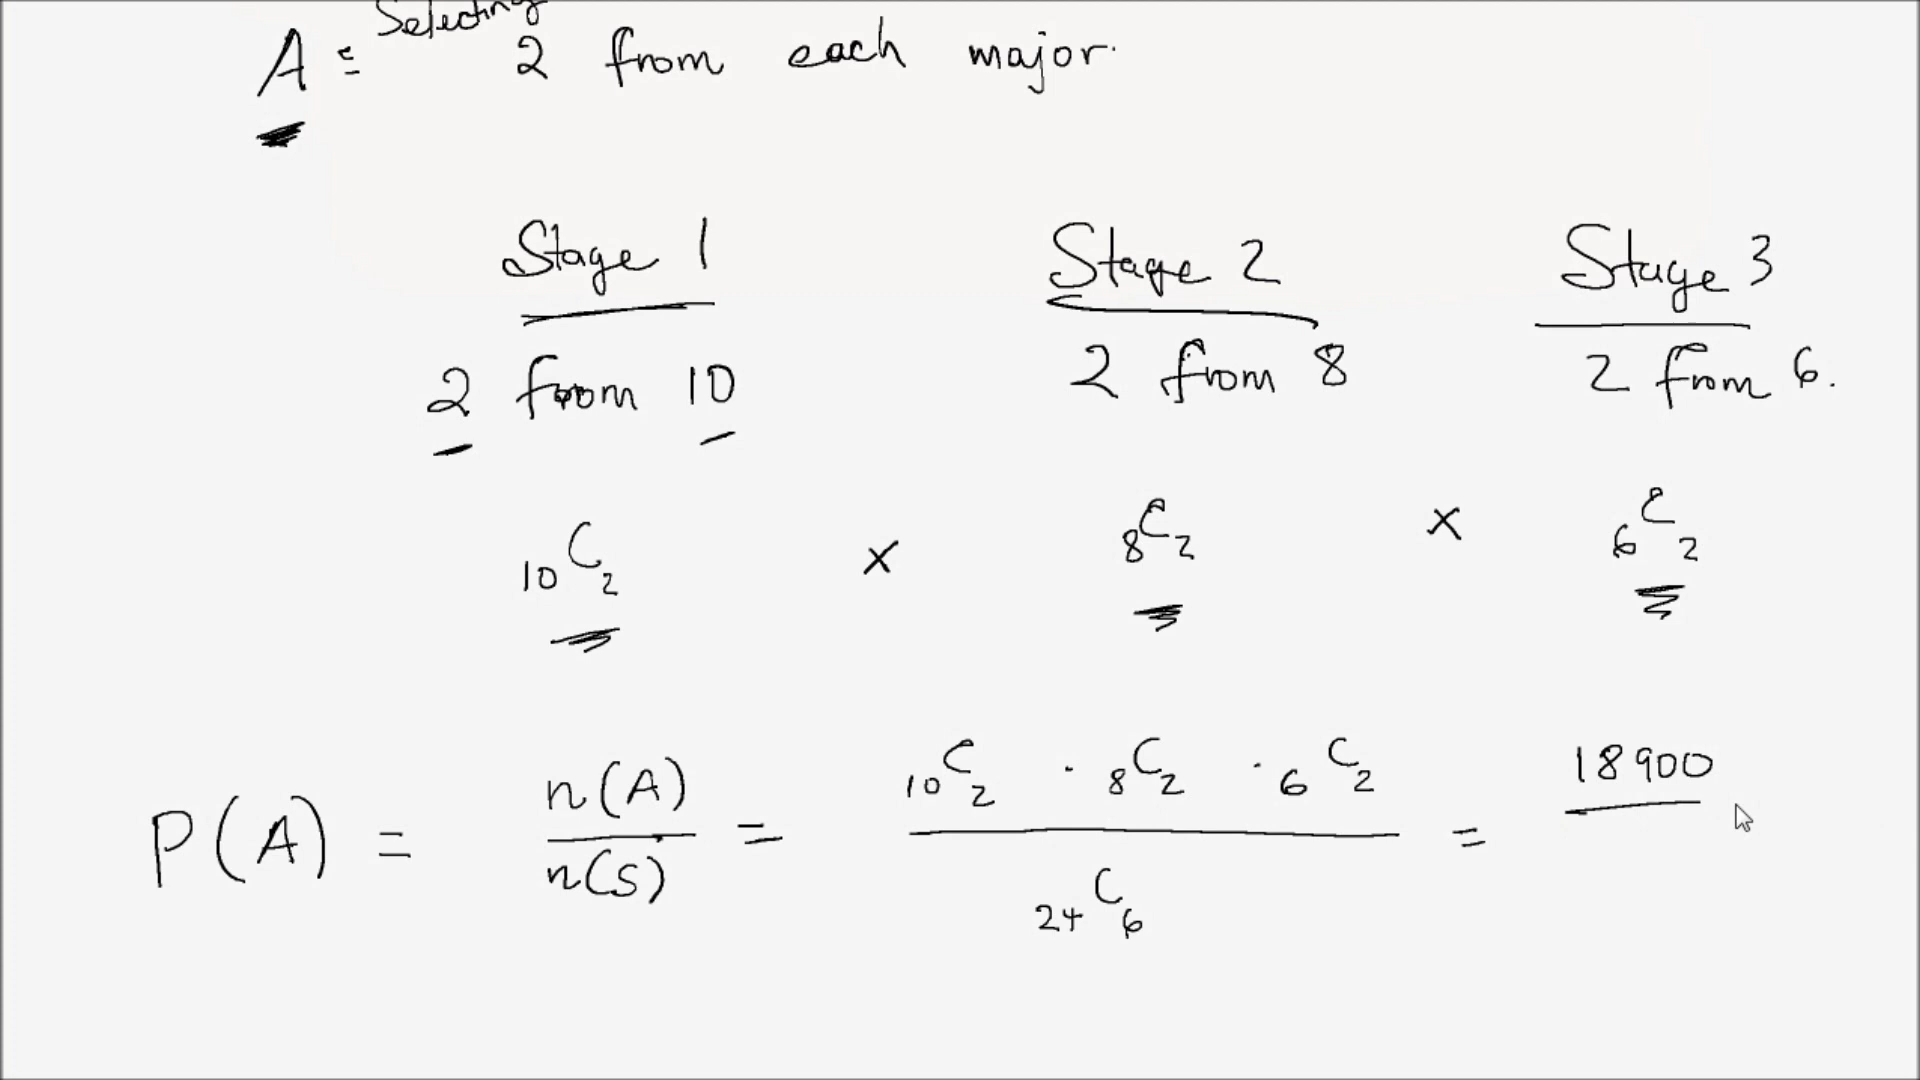 Selecting
A = 2 from each major.
Stage 1 Stage 2 Stage 3
2 from 10 2 from 8 2 from 6.
₁₀C₂ × ₈C₂ × ₆C₂
P(A) = n(A)/n(S) = ₁₀C₂ · ₈C₂ · ₆C₂ / ₂₄C₆ = 18900